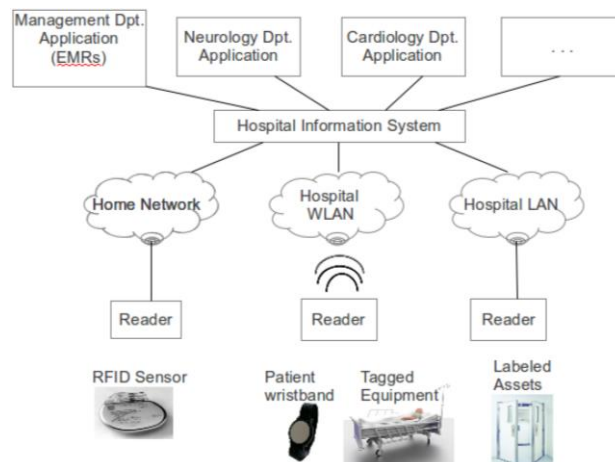 Management Dpt.
Application
(EMRs)
Neurology Dpt.
Application
Cardiology Dpt.
Application
. . .
Hospital Information System
Home Network
Hospital
WLAN
Hospital LAN
Reader
Reader
Reader
RFID Sensor
Patient
wristband
Tagged
Equipment
Labeled
Assets